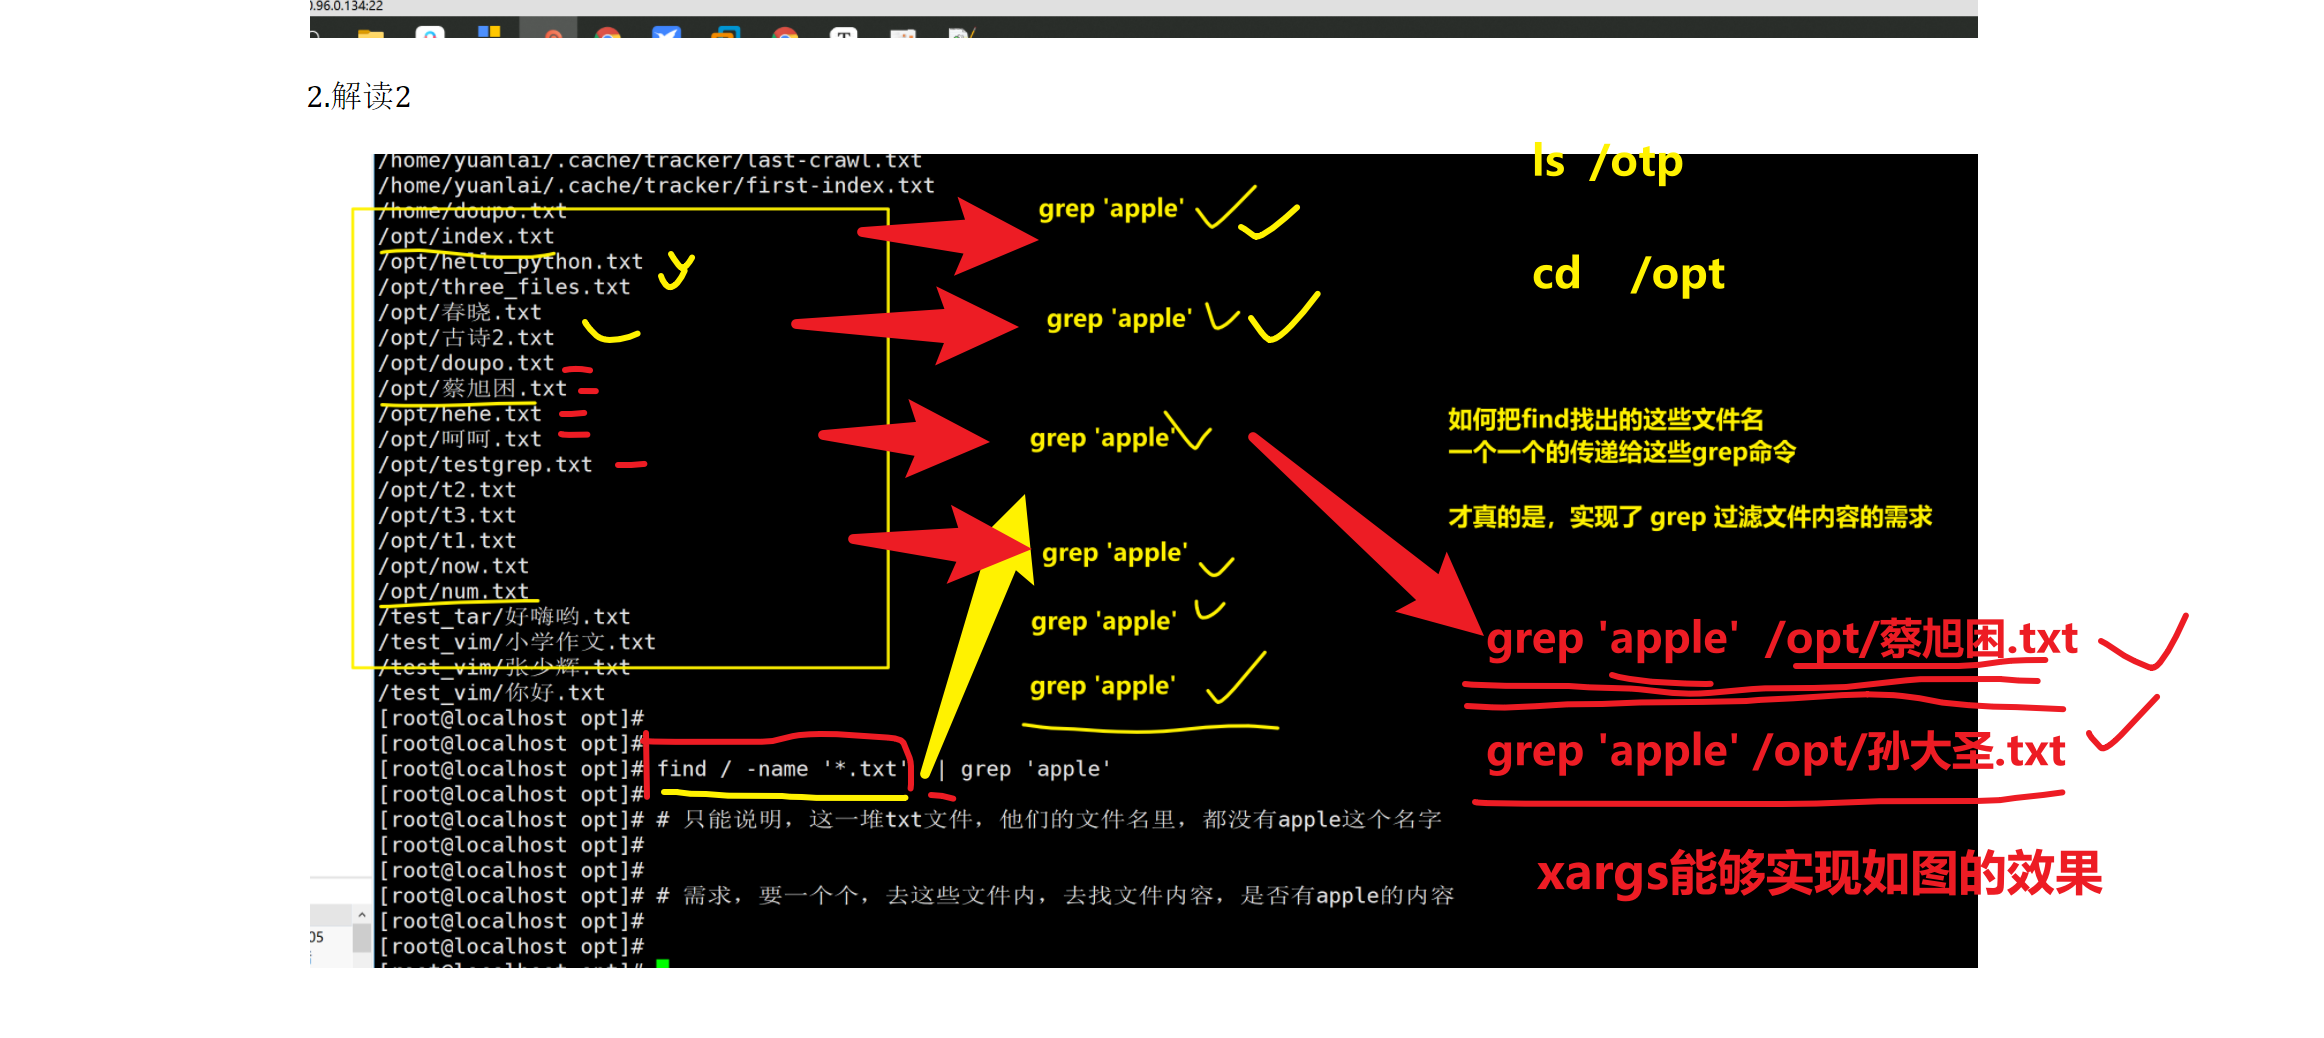 0.96.0.134:22
2.解读2
/home/yuanlai/.cache/tracker/last-crawl.txt
/home/yuanlai/.cache/tracker/first-index.txt
/home/doupo.txt
/opt/index.txt
/opt/hello_python.txt
/opt/three_files.txt
/opt/春晓.txt
/opt/古诗2.txt
/opt/doupo.txt
/opt/蔡旭困.txt
/opt/hehe.txt
/opt/呵呵.txt
/opt/testgrep.txt
/opt/t2.txt
/opt/t3.txt
/opt/t1.txt
/opt/now.txt
/opt/num.txt
/test_tar/好嗨哟.txt
/test_vim/小学作文.txt
/test_vim/张少辉.txt
/test_vim/你好.txt
[root@localhost opt]#
[root@localhost opt]#
[root@localhost opt]# find / -name '*.txt' | grep 'apple'
[root@localhost opt]#
[root@localhost opt]# # 只能说明，这一堆txt文件，他们的文件名里，都没有apple这个名字
[root@localhost opt]#
[root@localhost opt]#
[root@localhost opt]# # 需求，要一个个，去这些文件内，去找文件内容，是否有apple的内容
[root@localhost opt]#
[root@localhost opt]#
[root@localhost opt]#
grep 'apple'
grep 'apple'
grep 'apple'
grep 'apple'
grep 'apple'
grep 'apple'
ls /otp
cd /opt
如何把find找出的这些文件名
一个一个的传递给这些grep命令
才真的是，实现了 grep 过滤文件内容的需求
grep 'apple' /opt/蔡旭困.txt
grep 'apple' /opt/孙大圣.txt
xargs能够实现如图的效果
05